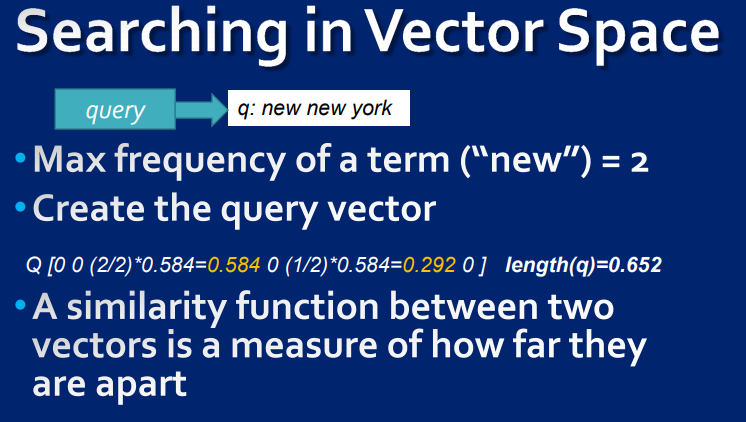 Searching in Vector Space
query
q: new new york
• Max frequency of a term (“new”) = 2
• Create the query vector
Q [0 0 (2/2)*0.584=0.584 0 (1/2)*0.584=0.292 0 ] length(q)=0.652
• A similarity function between two
vectors is a measure of how far they
are apart